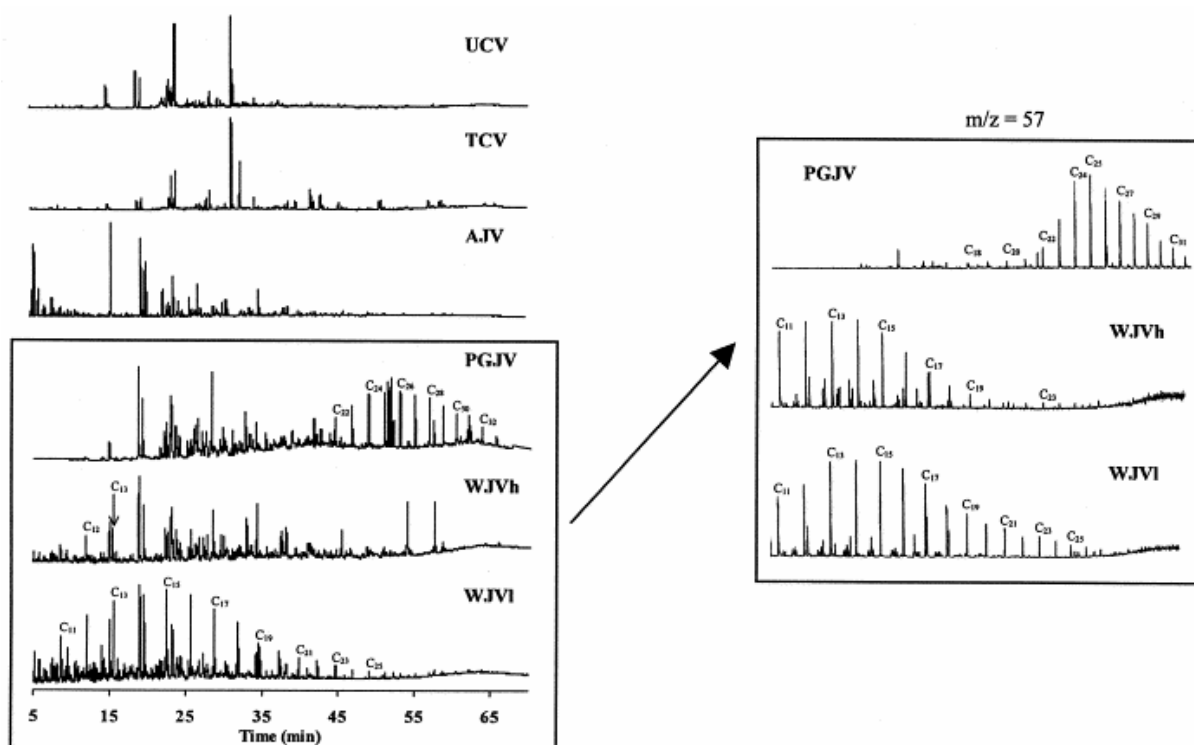 UCV
TCV
AJV
PGJV
C22
C24
C26
C28
C30
C32
WJVh
C12
C13
WJVl
C11
C13
C15
C17
C19
C21
C23
C25
5 15 25 35 45 55 65
Time (min)
m/z = 57
PGJV
C18
C20
C22
C24
C25
C27
C29
C31
WJVh
C11
C13
C15
C17
C19
C23
WJVl
C11
C13
C15
C17
C19
C21
C23
C25